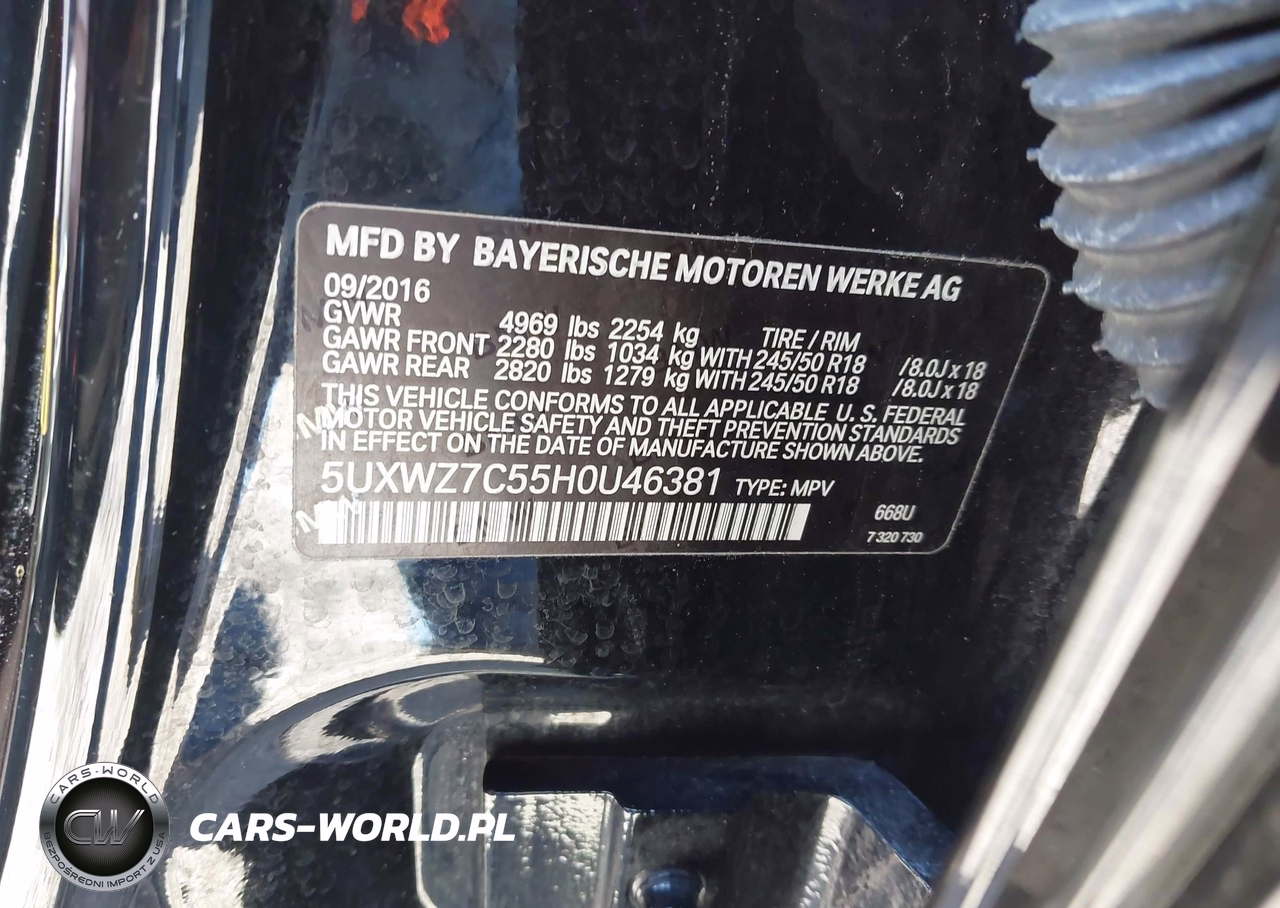 MFD BY BAYERISCHE MOTOREN WERKE AG
09/2016
GVWR 4969 lbs 2254 kg TIRE / RIM
GAWR FRONT 2280 lbs 1034 kg WITH 245/50 R18 /8.0J x 18
GAWR REAR 2820 lbs 1279 kg WITH 245/50 R18 /8.0J x 18
THIS VEHICLE CONFORMS TO ALL APPLICABLE U. S. FEDERAL
MOTOR VEHICLE SAFETY AND THEFT PREVENTION STANDARDS
IN EFFECT ON THE DATE OF MANUFACTURE SHOWN ABOVE.
5UXWZ7C55H0U46381 TYPE: MPV
668U
7 320 730
CARS-WORLD
CW
BEZPOŚREDNI IMPORT Z USA
CARS-WORLD.PL